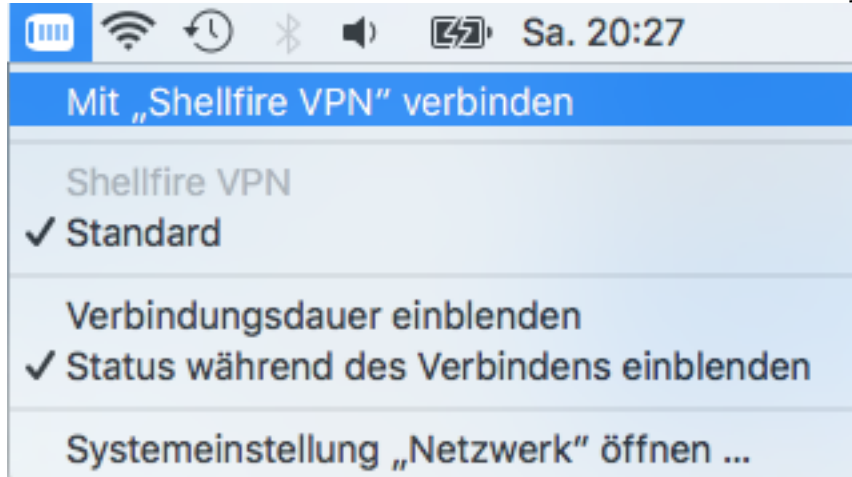 Sa. 20:27
Mit „Shellfire VPN” verbinden
Shellfire VPN
Standard
Verbindungsdauer einblenden
Status während des Verbindens einblenden
Systemeinstellung „Netzwerk” öffnen ...